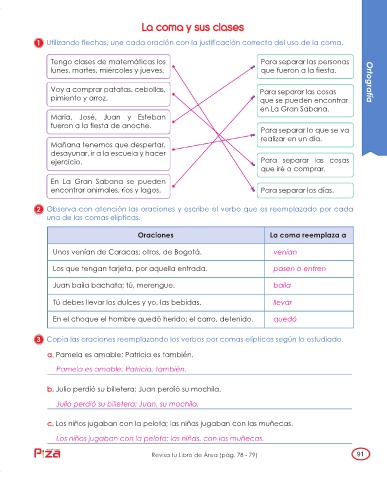 La coma y sus clases
1 Utilizando flechas, une cada oración con la justificación correcta del uso de la coma.
Tengo clases de matemáticas los
lunes, martes, miércoles y jueves.
Para separar las personas
que fueron a la fiesta.
Voy a comprar patatas, cebollas,
pimiento y arroz.
Para separar las cosas
que se pueden encontrar
en La Gran Sabana.
María, José, Juan y Esteban
fueron a la fiesta de anoche.
Para separar lo que se va
realizar en un día.
Mañana tenemos que despertar,
desayunar, ir a la escuela y hacer
ejercicio.
Para separar las cosas
que iré a comprar.
En La Gran Sabana se pueden
encontrar animales, ríos y lagos.
Para separar los días.
Ortografía
2 Observa con atención las oraciones y escribe el verbo que es reemplazado por cada
una de las comas elípticas.
Oraciones La coma reemplaza a
Unos venían de Caracas; otros, de Bogotá. venían
Los que tengan tarjeta, por aquella entrada. pasen o entren
Juan baila bachata; tú, merengue. baila
Tú debes llevar los dulces y yo, las bebidas. llevar
En el choque el hombre quedó herido; el carro, detenido. quedó
3 Copia las oraciones reemplazando los verbos por comas elípticas según lo estudiado.
a. Pamela es amable; Patricia es también.
Pamela es amable; Patricia, también.
b. Julio perdió su billetera; Juan perdió su mochila.
Julio perdió su billetera; Juan, su mochila.
c. Los niños jugaban con la pelota; las niñas jugaban con las muñecas.
Los niños jugaban con la pelota; las niñas, con las muñecas.
Pizza
Revisa tu Libro de Área (pág. 78 - 79)
91